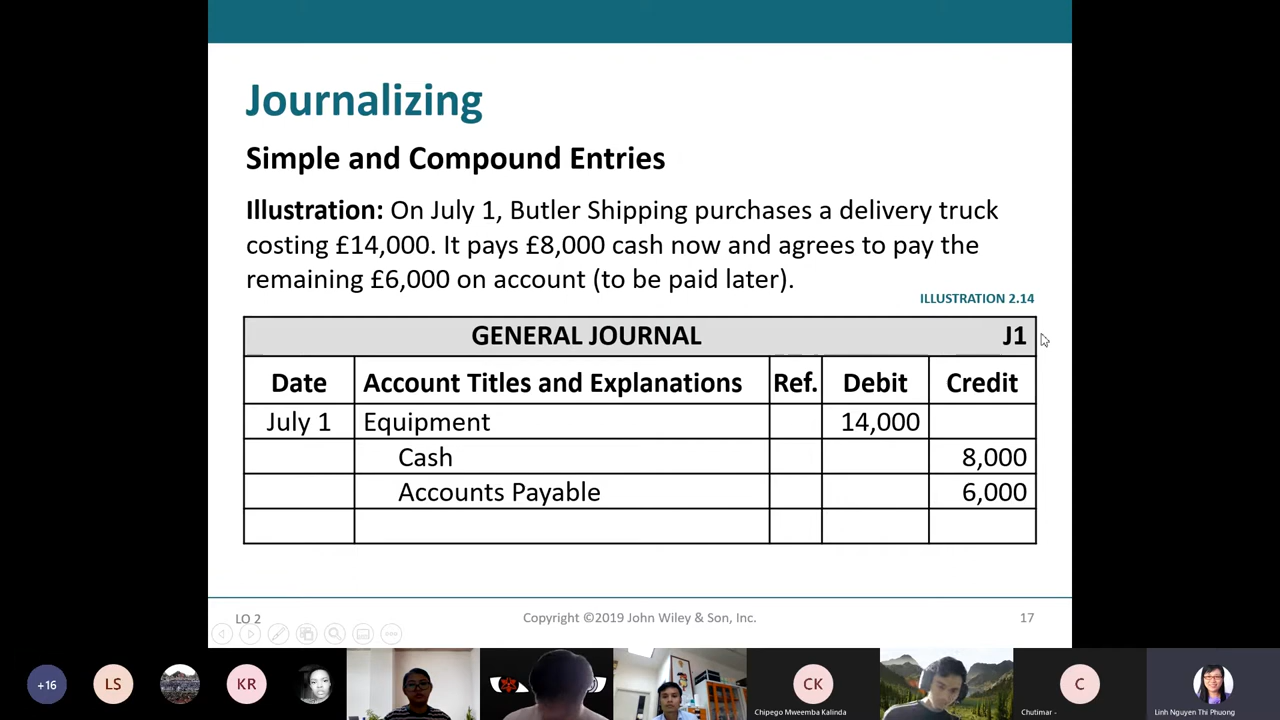 Journalizing
Simple and Compound Entries
Illustration: On July 1, Butler Shipping purchases a delivery truck
costing £14,000. It pays £8,000 cash now and agrees to pay the
remaining £6,000 on account (to be paid later).
ILLUSTRATION 2.14
GENERAL JOURNAL J1
Date Account Titles and Explanations Ref. Debit Credit
July 1 Equipment 14,000
Cash 8,000
Accounts Payable 6,000
LO 2 Copyright ©2019 John Wiley & Son, Inc. 17
+16 LS KR CK C
Chipego Mweemba Kalinda Chutimar - Linh Nguyen Thi Phuong